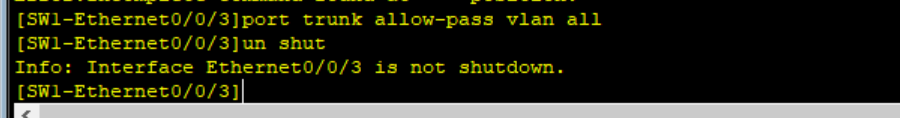 [SW1-Ethernet0/0/3]port trunk allow-pass vlan all
[SW1-Ethernet0/0/3]un shut
Info: Interface Ethernet0/0/3 is not shutdown.
[SW1-Ethernet0/0/3]